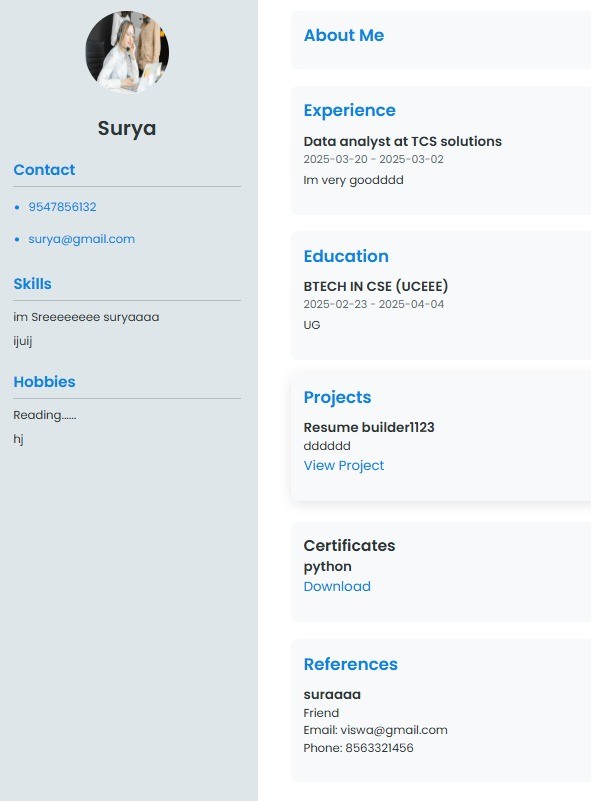 Surya
Contact
9547856132
surya@gmail.com
Skills
im Sreeeeeeee suryaaaa
ijuij
Hobbies
Reading......
hj
About Me
Experience
Data analyst at TCS solutions
2025-03-20 - 2025-03-02
Im very goodddd
Education
BTECH IN CSE (UCEEE)
2025-02-23 - 2025-04-04
UG
Projects
Resume builder1123
dddddd
View Project
Certificates
python
Download
References
suraaaa
Friend
Email: viswa@gmail.com
Phone: 8563321456